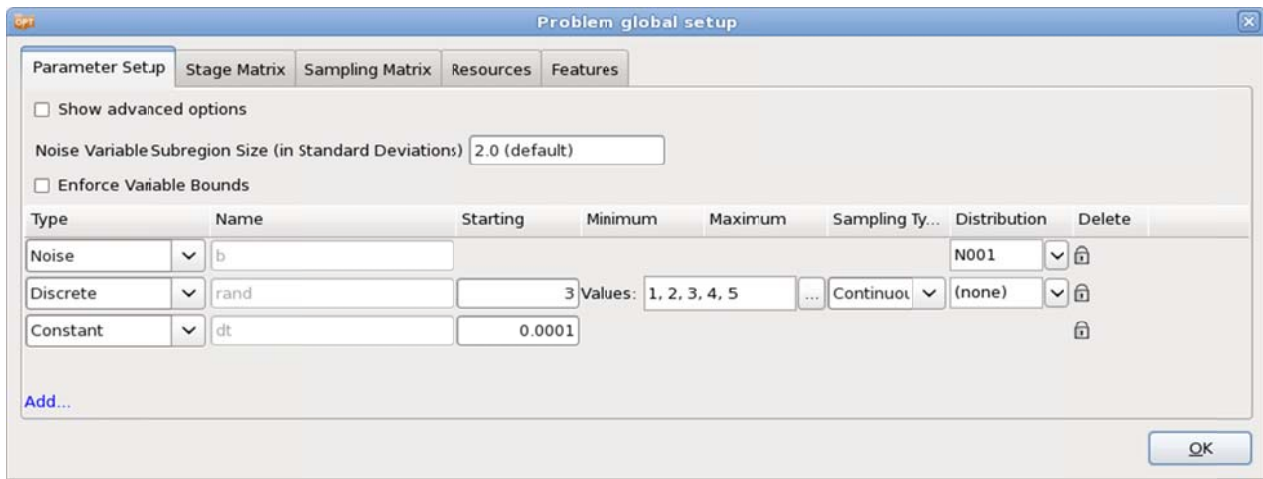 OPT Problem global setup
Parameter Setup Stage Matrix Sampling Matrix Resources Features
Show advanced options
Noise Variable Subregion Size (in Standard Deviations) 2.0 (default)
Enforce Variable Bounds
Type Name Starting Minimum Maximum Sampling Ty... Distribution Delete
Noise b N001
Discrete rand 3 Values: 1, 2, 3, 4, 5 ... Continuou (none)
Constant dt 0.0001
Add...
OK